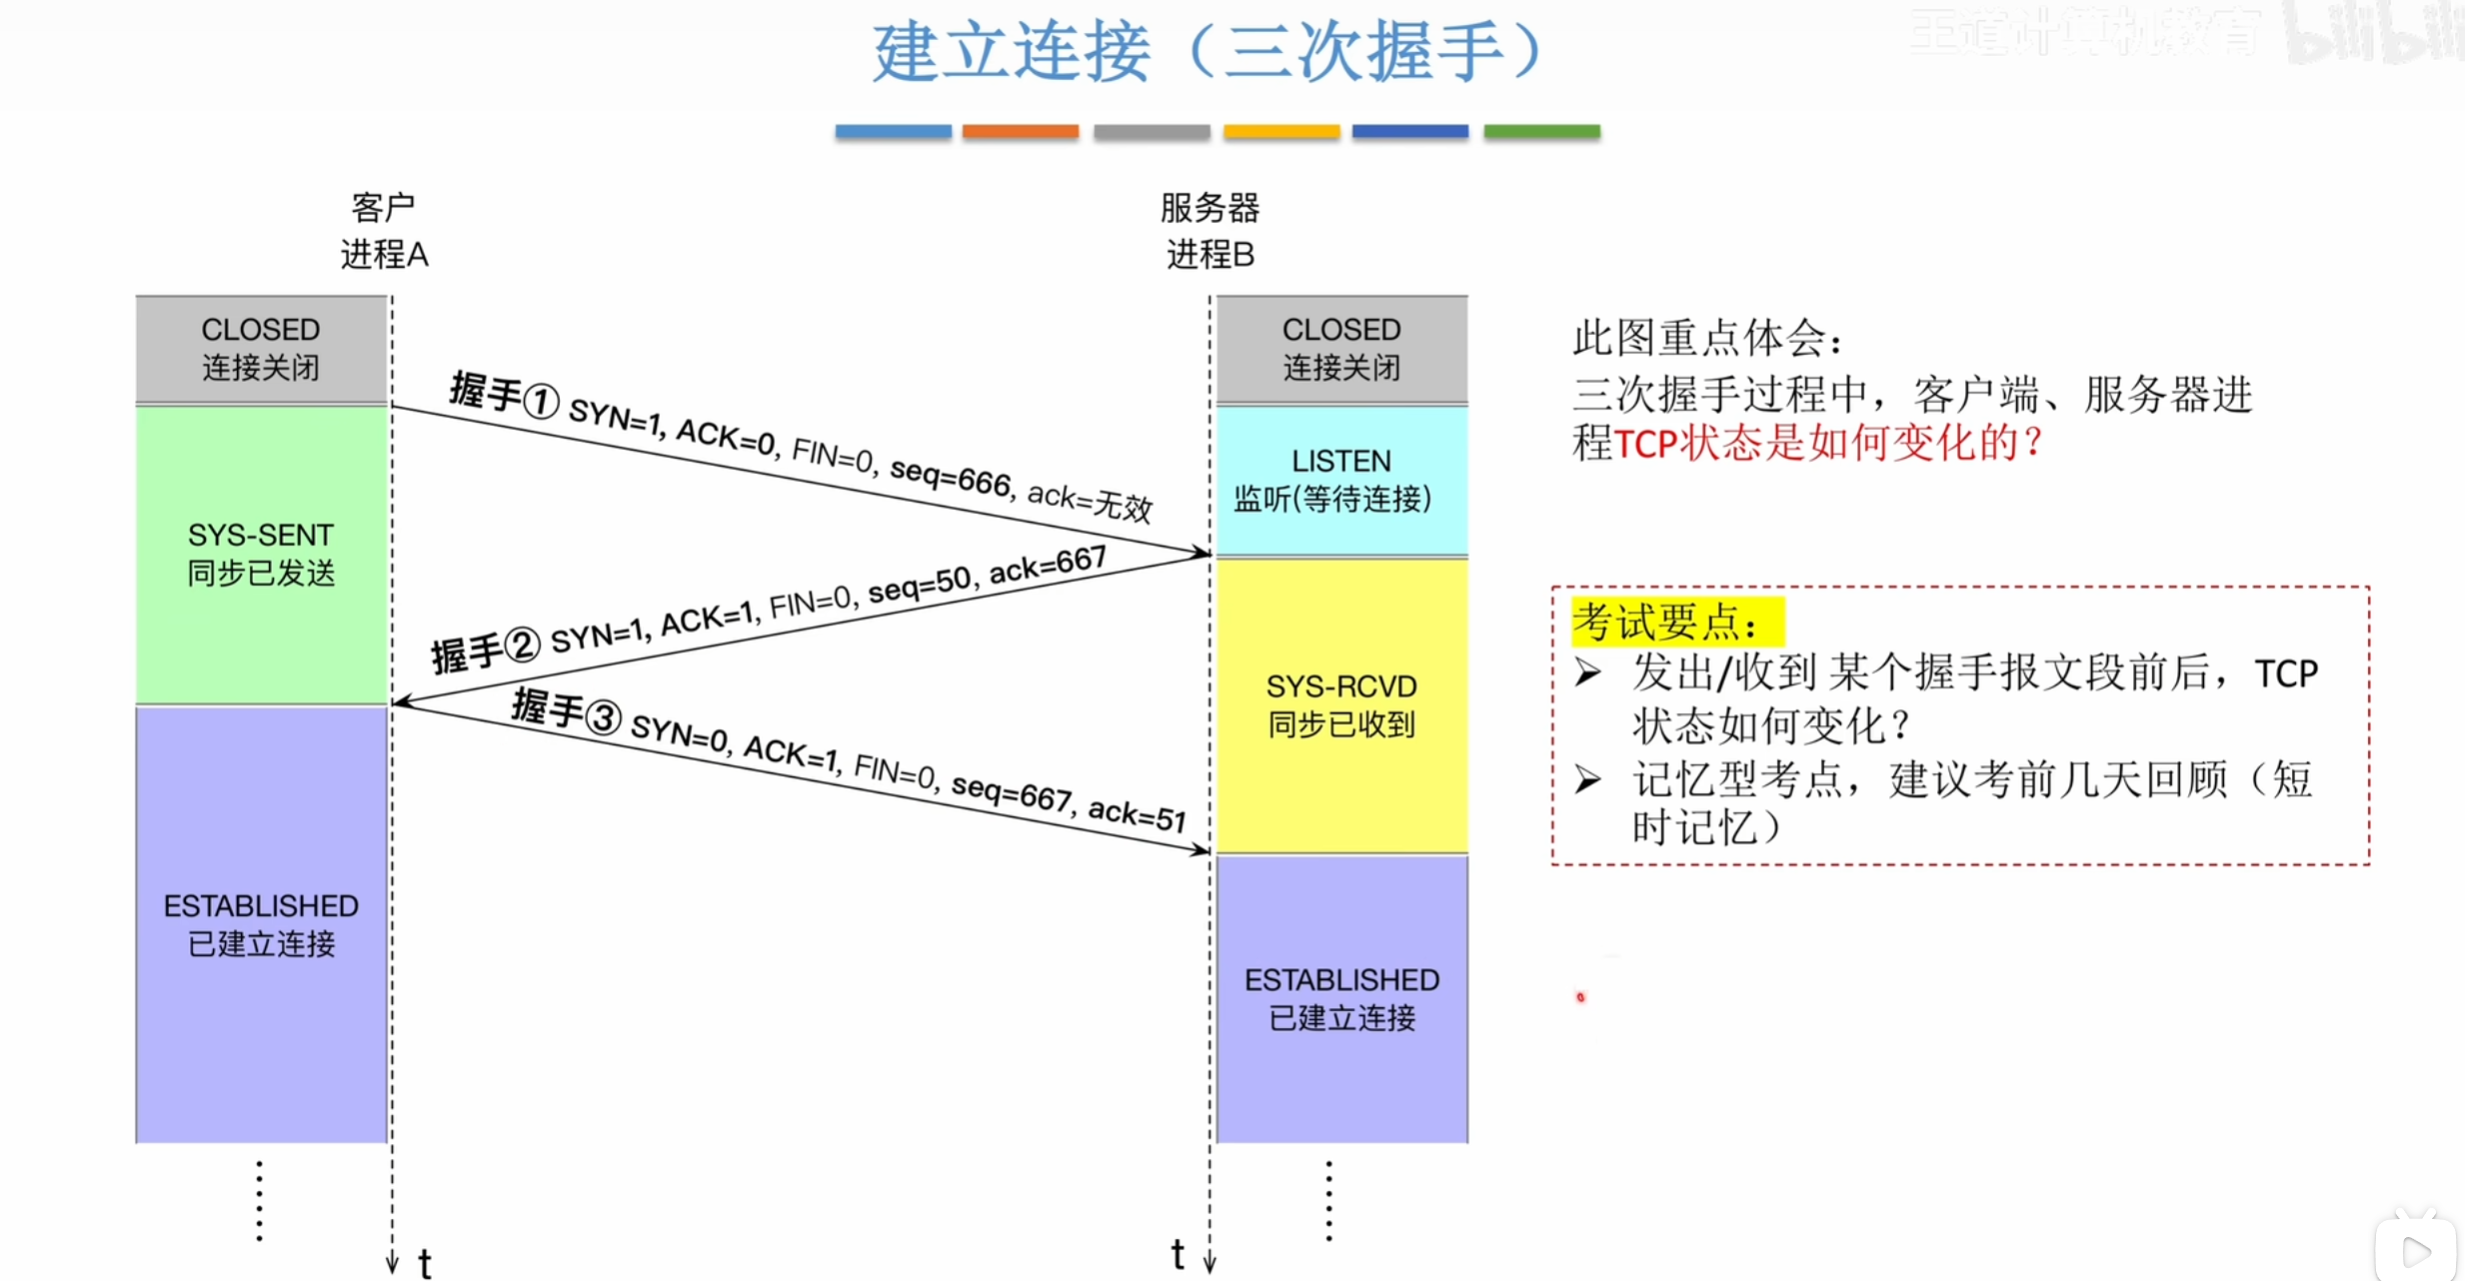 建立连接（三次握手）
王道计算机教育 bilibili
客户
进程A
服务器
进程B
CLOSED
连接关闭
SYS-SENT
同步已发送
ESTABLISHED
已建立连接
握手① SYN=1, ACK=0, FIN=0, seq=666, ack=无效
握手② SYN=1, ACK=1, FIN=0, seq=50, ack=667
握手③ SYN=0, ACK=1, FIN=0, seq=667, ack=51
CLOSED
连接关闭
LISTEN
监听(等待连接)
SYS-RCVD
同步已收到
ESTABLISHED
已建立连接
t
t
此图重点体会：
三次握手过程中，客户端、服务器进
程TCP状态是如何变化的？
考试要点：
➢ 发出/收到 某个握手报文段前后，TCP
状态如何变化？
➢ 记忆型考点，建议考前几天回顾（短
时记忆）